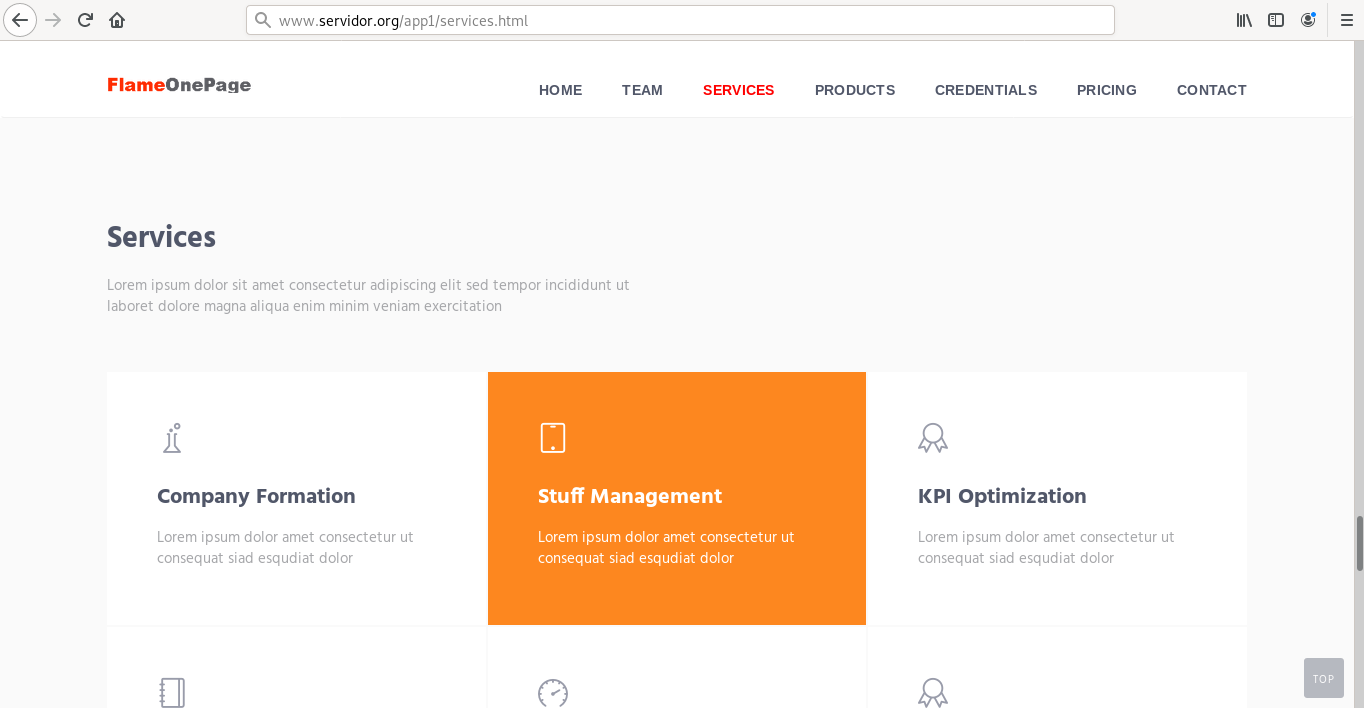 www.servidor.org/app1/services.html
FlameOnePage
HOME TEAM SERVICES PRODUCTS CREDENTIALS PRICING CONTACT
Services
Lorem ipsum dolor sit amet consectetur adipiscing elit sed tempor incididunt ut
laboret dolore magna aliqua enim minim veniam exercitation
Company Formation
Lorem ipsum dolor amet consectetur ut
consequat siad esqudiat dolor
Stuff Management
Lorem ipsum dolor amet consectetur ut
consequat siad esqudiat dolor
KPI Optimization
Lorem ipsum dolor amet consectetur ut
consequat siad esqudiat dolor
TOP